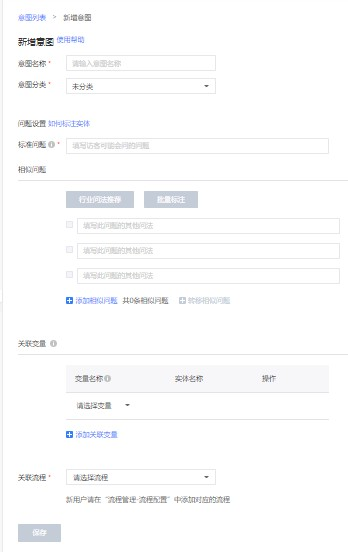 意图列表 > 新增意图
新增意图 使用帮助
意图名称 * 请输入意图名称
意图分类 * 未分类
问题设置 如何标注实体
标准问题 * 填写访客可能会问的问题
相似问题
行业问法推荐 批量标注
填写此问题的其他问法
填写此问题的其他问法
填写此问题的其他问法
添加相似问题 共0条相似问题 转移相似问题
关联变量
变量名称 实体名称 操作
请选择变量
添加关联变量
关联流程 * 请选择流程
新用户请在“流程管理-流程配置”中添加对应的流程
保存